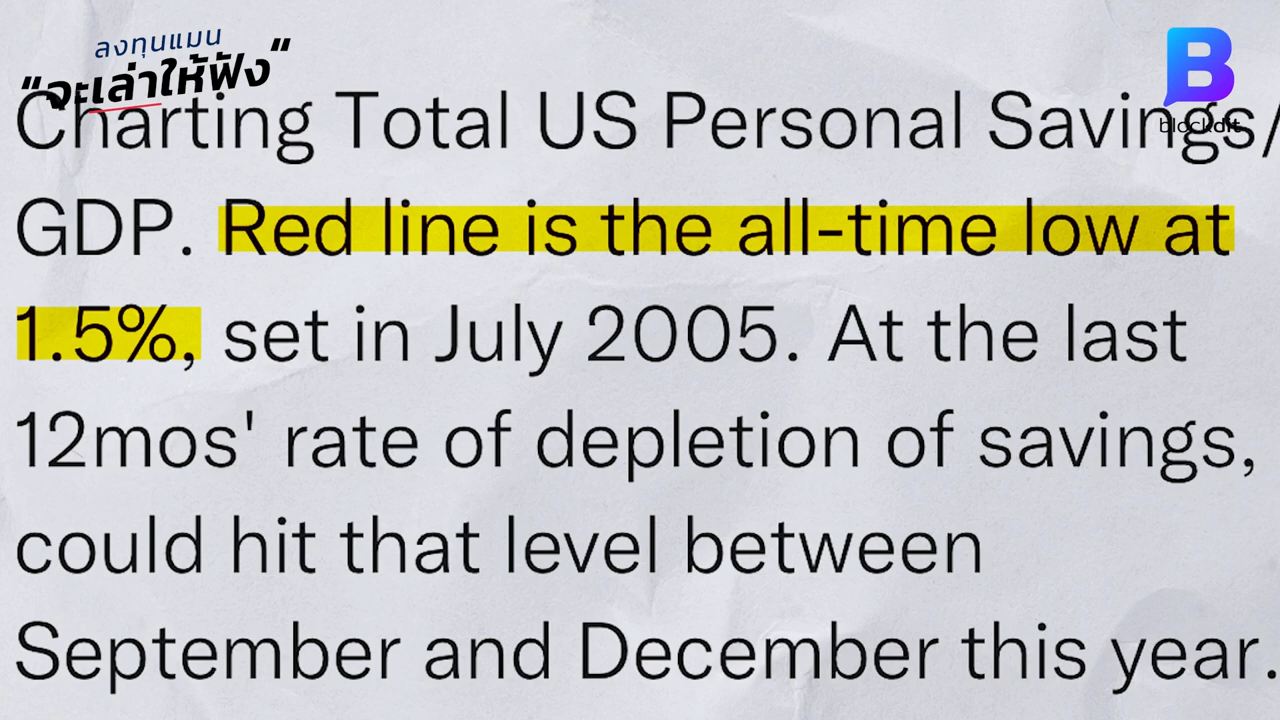 ลงทุนแมน
“จะเล่าให้ฟัง“
blockdit
Charting Total US Personal Savings/
GDP. Red line is the all-time low at
1.5%, set in July 2005. At the last
12mos' rate of depletion of savings,
could hit that level between
September and December this year.